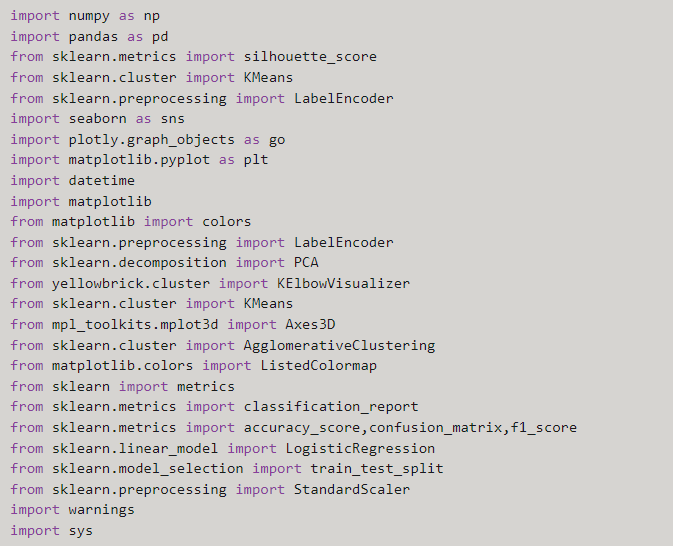 import numpy as np
import pandas as pd
from sklearn.metrics import silhouette_score
from sklearn.cluster import KMeans
from sklearn.preprocessing import LabelEncoder
import seaborn as sns
import plotly.graph_objects as go
import matplotlib.pyplot as plt
import datetime
import matplotlib
from matplotlib import colors
from sklearn.preprocessing import LabelEncoder
from sklearn.decomposition import PCA
from yellowbrick.cluster import KElbowVisualizer
from sklearn.cluster import KMeans
from mpl_toolkits.mplot3d import Axes3D
from sklearn.cluster import AgglomerativeClustering
from matplotlib.colors import ListedColormap
from sklearn import metrics
from sklearn.metrics import classification_report
from sklearn.metrics import accuracy_score,confusion_matrix,f1_score
from sklearn.linear_model import LogisticRegression
from sklearn.model_selection import train_test_split
from sklearn.preprocessing import StandardScaler
import warnings
import sys